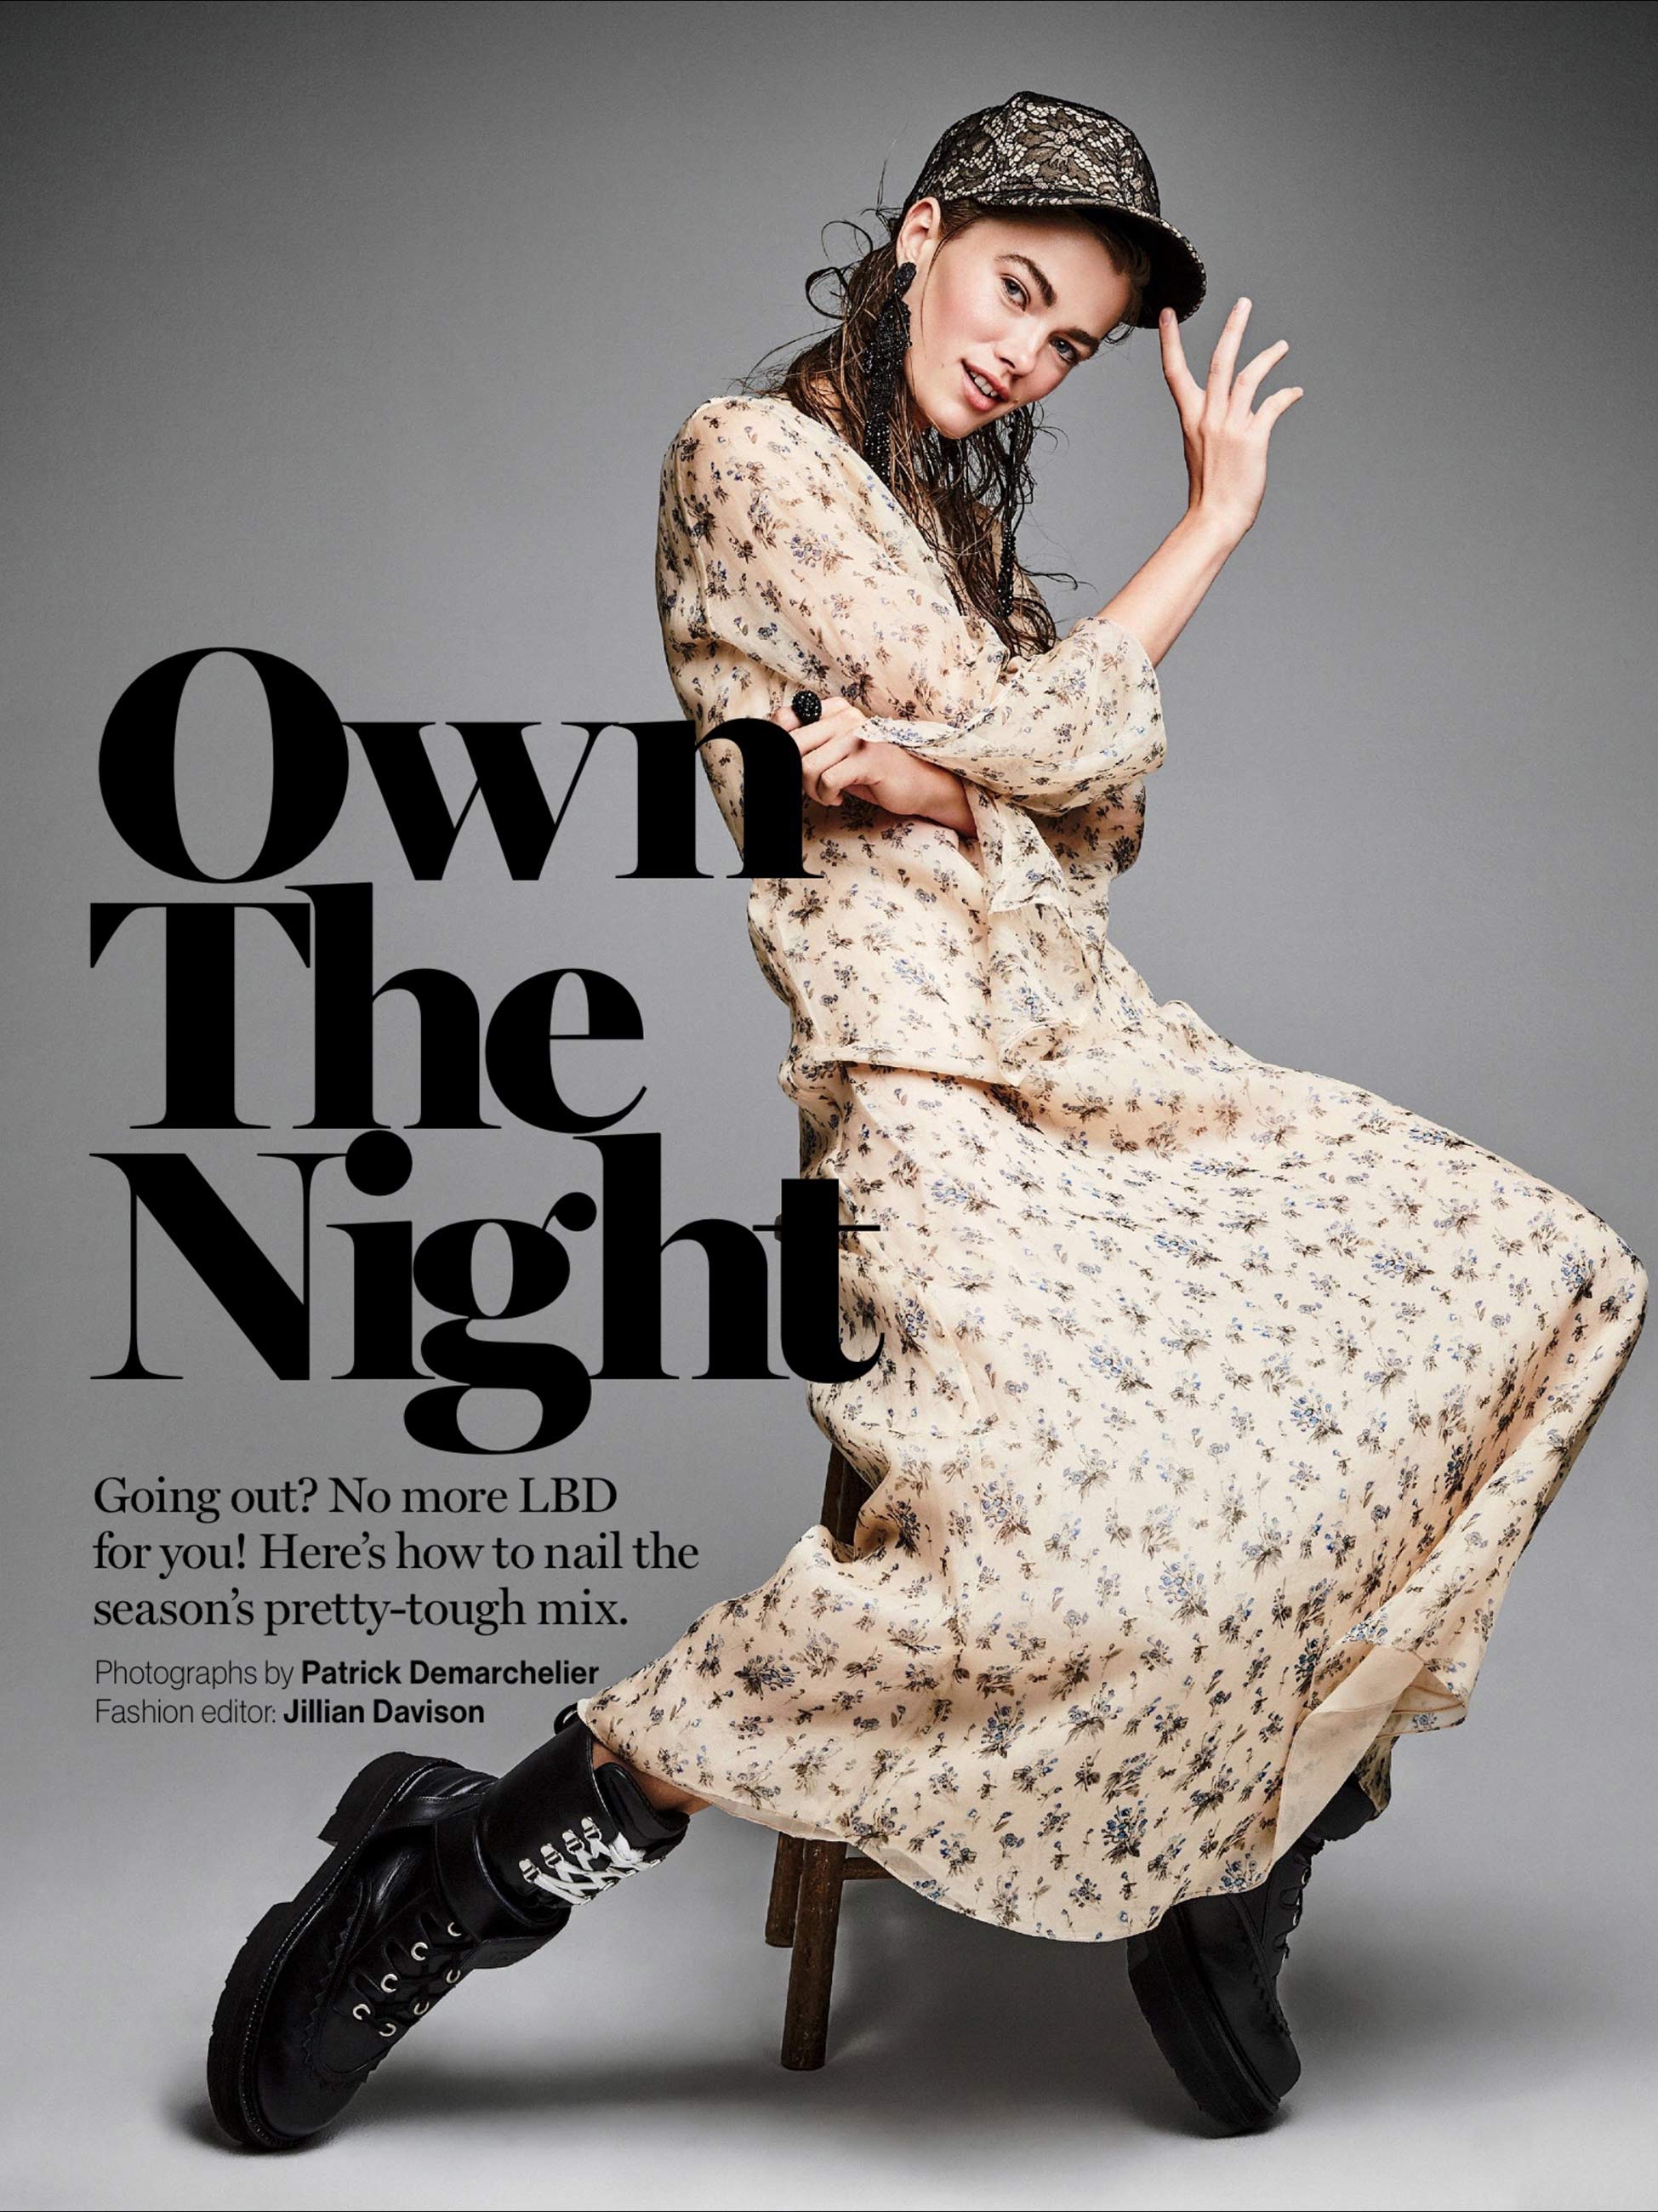 Own
The
Night
Going out? No more LBD
for you! Here’s how to nail the
season’s pretty-tough mix.
Photographs by Patrick Demarchelier
Fashion editor: Jillian Davison